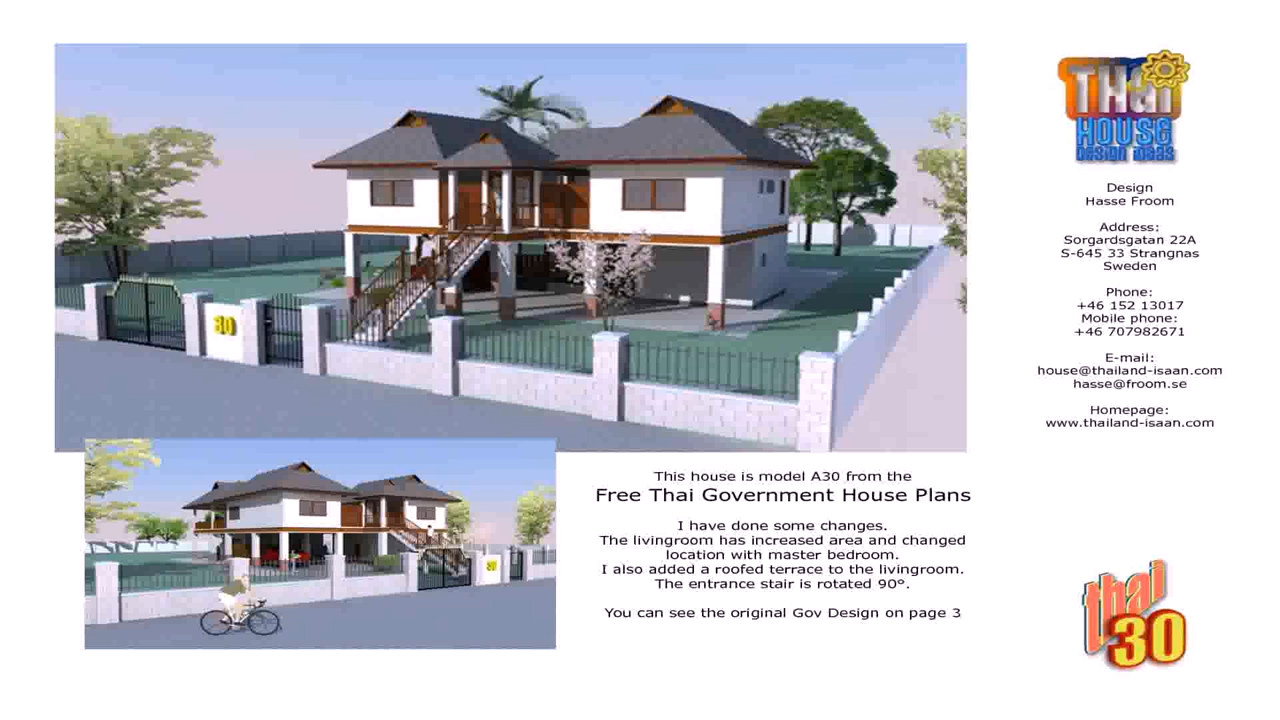 THai
HOUSE
Design ideas
Design
Hasse Froom
Address:
Sorgardsgatan 22A
S-645 33 Strangnas
Sweden
Phone:
+46 152 13017
Mobile phone:
+46 707982671
E-mail:
house@thailand-isaan.com
hasse@froom.se
Homepage:
www.thailand-isaan.com
30
30
This house is model A30 from the
Free Thai Government House Plans
I have done some changes.
The livingroom has increased area and changed
location with master bedroom.
I also added a roofed terrace to the livingroom.
The entrance stair is rotated 90°.
You can see the original Gov Design on page 3
thai
30